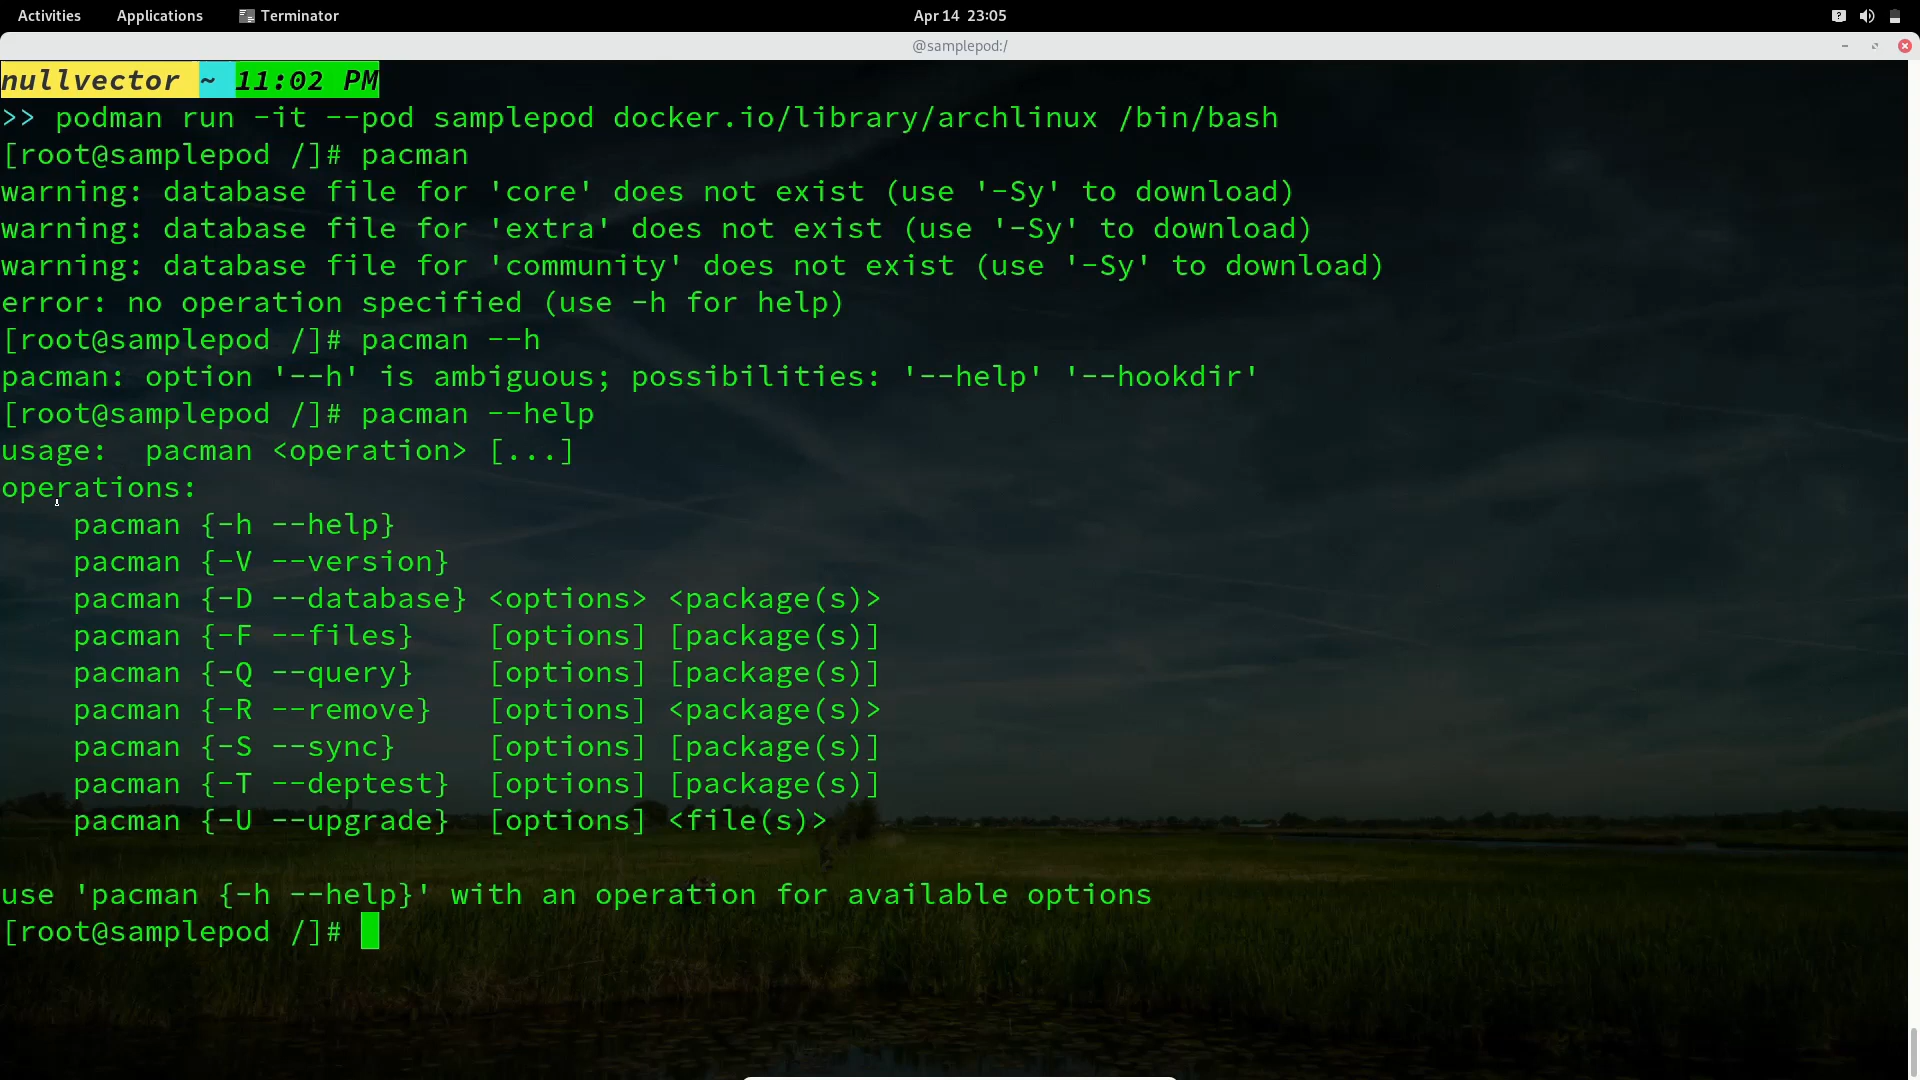 Activities Applications Terminator Apr 14 23:05
@samplepod:/
nullvector ~ 11:02 PM
>> podman run -it --pod samplepod docker.io/library/archlinux /bin/bash
[root@samplepod /]# pacman
warning: database file for 'core' does not exist (use '-Sy' to download)
warning: database file for 'extra' does not exist (use '-Sy' to download)
warning: database file for 'community' does not exist (use '-Sy' to download)
error: no operation specified (use -h for help)
[root@samplepod /]# pacman --h
pacman: option '--h' is ambiguous; possibilities: '--help' '--hookdir'
[root@samplepod /]# pacman --help
usage:  pacman <operation> [...]
operations:
    pacman {-h --help}
    pacman {-V --version}
    pacman {-D --database} <options> <package(s)>
    pacman {-F --files}    [options] [package(s)]
    pacman {-Q --query}    [options] [package(s)]
    pacman {-R --remove}   [options] <package(s)>
    pacman {-S --sync}     [options] [package(s)]
    pacman {-T --deptest}  [options] [package(s)]
    pacman {-U --upgrade}  [options] <file(s)>
use 'pacman {-h --help}' with an operation for available options
[root@samplepod /]#